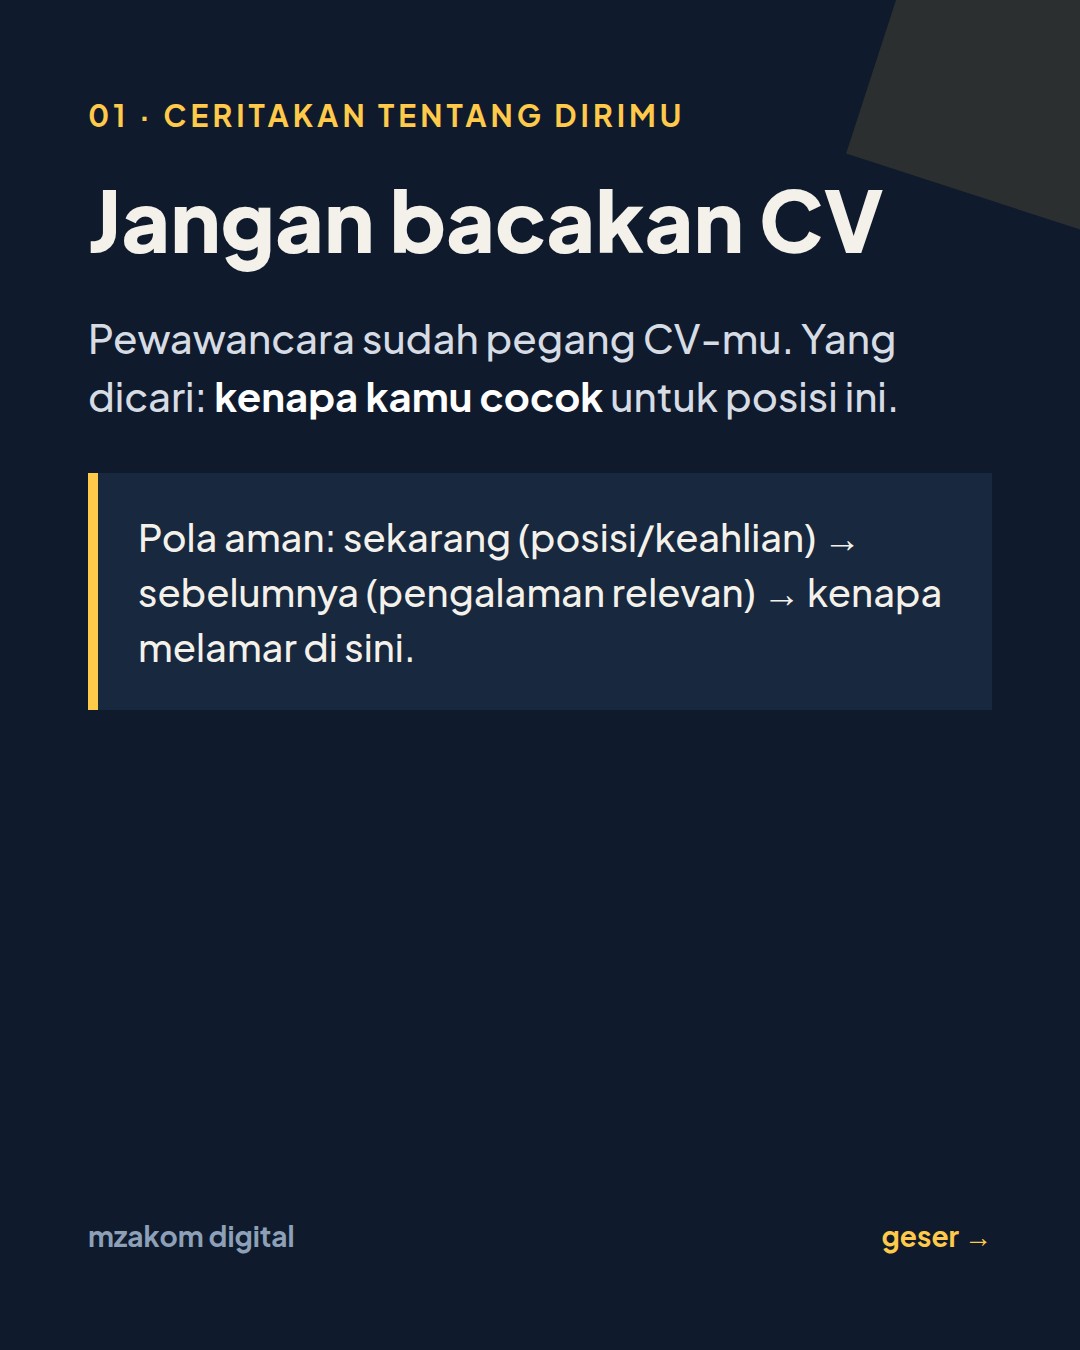 01 · CERITAKAN TENTANG DIRIMU
Jangan bacakan CV
Pewawancara sudah pegang CV-mu. Yang
dicari: kenapa kamu cocok untuk posisi ini.
Pola aman: sekarang (posisi/keahlian) →
sebelumnya (pengalaman relevan) → kenapa
melamar di sini.
mzakom digital
geser →